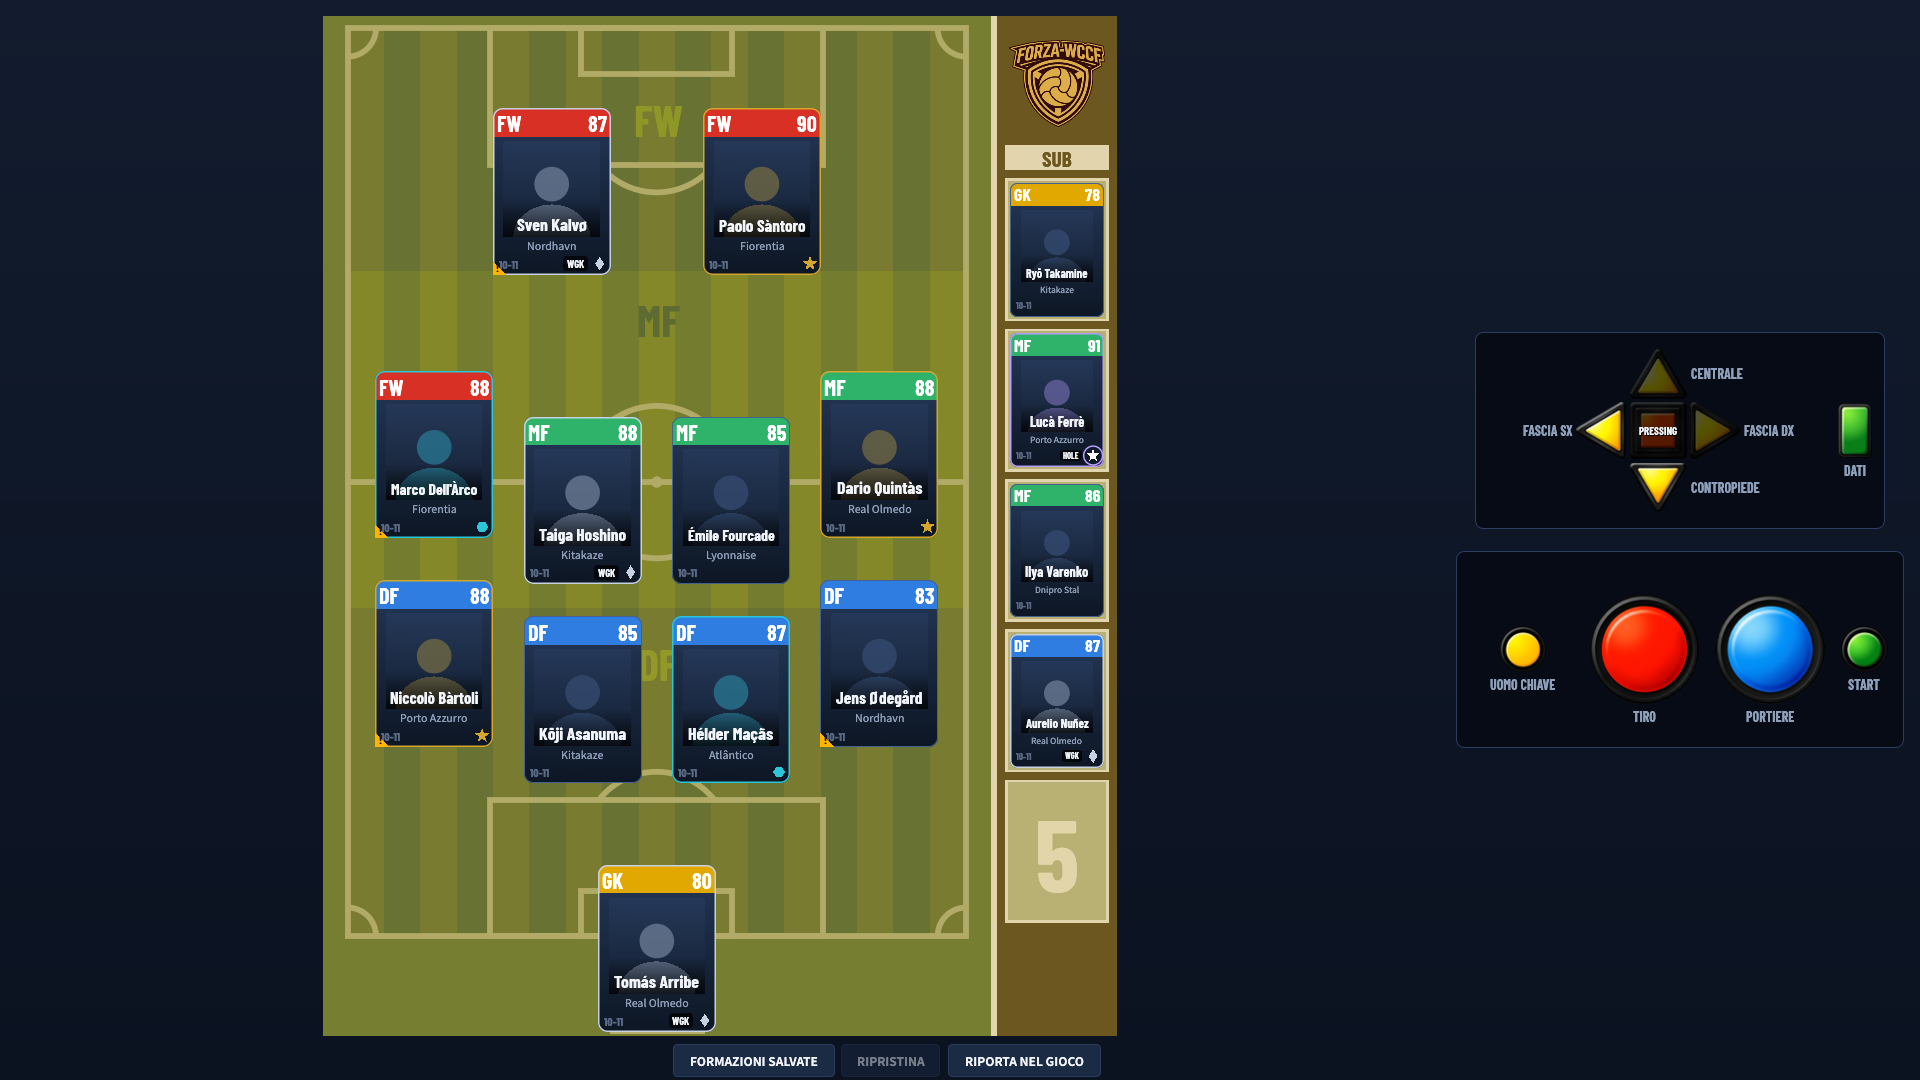 FORZA-WCCF
FW
FW 87
Sven Kalvø
Nordhavn
10-11 WGK
FW 90
Paolo Sàntoro
Fiorentia
10-11
MF
FW 88
Marco Dell'Àrco
Fiorentia
10-11
MF 88
Taiga Hoshino
Kitakaze
10-11 WGK
MF 85
Émile Fourcade
Lyonnaise
10-11
MF 88
Dario Quintàs
Real Olmedo
10-11
DF
DF 88
Niccolò Bàrtoli
Porto Azzurro
10-11
DF 85
Kōji Asanuma
Kitakaze
10-11
DF 87
Hélder Maçãs
Atlântico
10-11
DF 83
Jens Ødegård
Nordhavn
10-11
GK 80
Tomás Arribe
Real Olmedo
10-11 WGK
SUB
GK 78
Ryō Takamine
Kitakaze
10-11
MF 91
Lucà Ferrè
Porto Azzurro
10-11 HOLE
MF 86
Ilya Varenko
Dnipro Stal
10-11
DF 87
Aurelio Nuñez
Real Olmedo
10-11 WGK
5
CENTRALE
FASCIA SX
PRESSING
FASCIA DX
CONTROPIEDE
DATI
UOMO CHIAVE
TIRO
PORTIERE
START
FORMAZIONI SALVATE
RIPRISTINA
RIPORTA NEL GIOCO